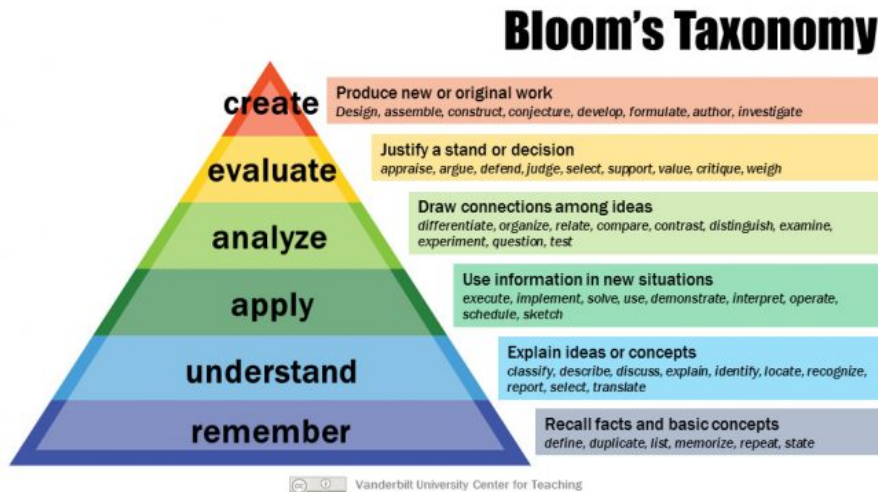 Bloom's Taxonomy
create
Produce new or original work
Design, assemble, construct, conjecture, develop, formulate, author, investigate
evaluate
Justify a stand or decision
appraise, argue, defend, judge, select, support, value, critique, weigh
analyze
Draw connections among ideas
differentiate, organize, relate, compare, contrast, distinguish, examine,
experiment, question, test
apply
Use information in new situations
execute, implement, solve, use, demonstrate, interpret, operate,
schedule, sketch
understand
Explain ideas or concepts
classify, describe, discuss, explain, identify, locate, recognize,
report, select, translate
remember
Recall facts and basic concepts
define, duplicate, list, memorize, repeat, state
cc Vanderbilt University Center for Teaching